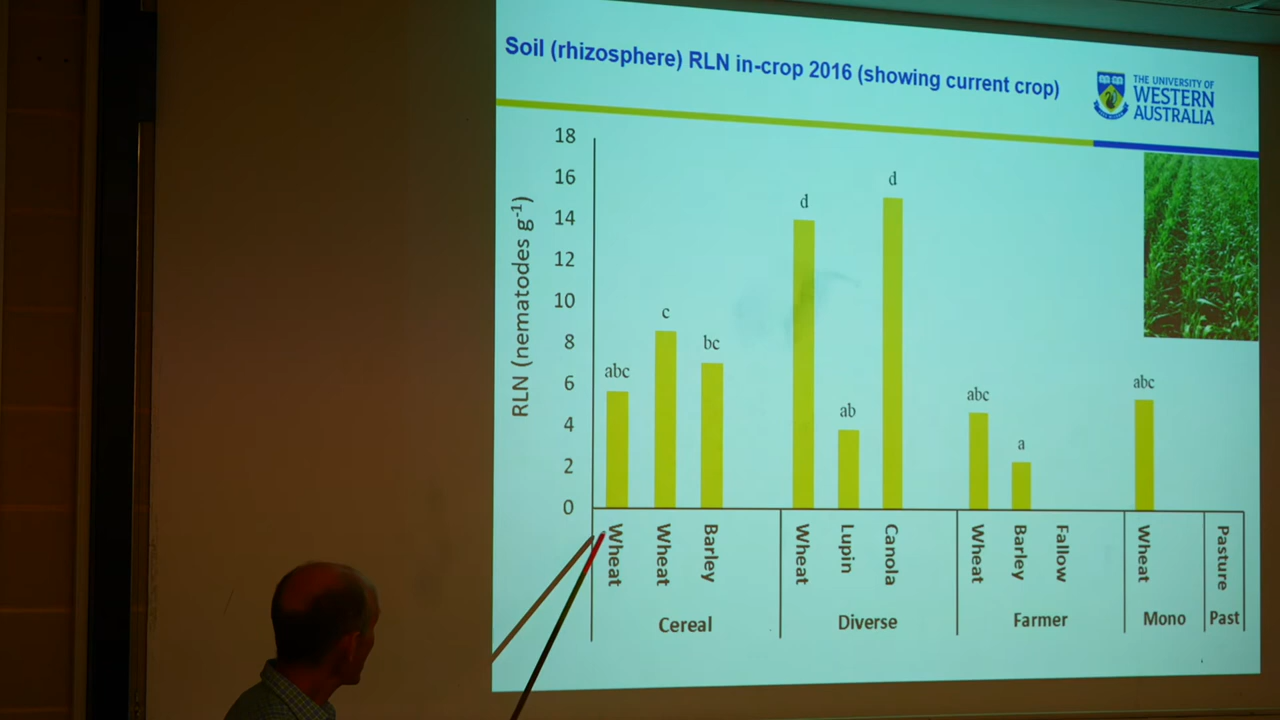 Soil (rhizosphere) RLN in-crop 2016 (showing current crop)
THE UNIVERSITY OF
WESTERN
AUSTRALIA
RLN (nematodes g-1)
18
16
14
12
10
8
6
4
2
0
abc
c
bc
d
ab
d
abc
a
abc
Wheat
Wheat
Barley
Wheat
Lupin
Canola
Wheat
Barley
Fallow
Wheat
Pasture
Cereal
Diverse
Farmer
Mono
Past